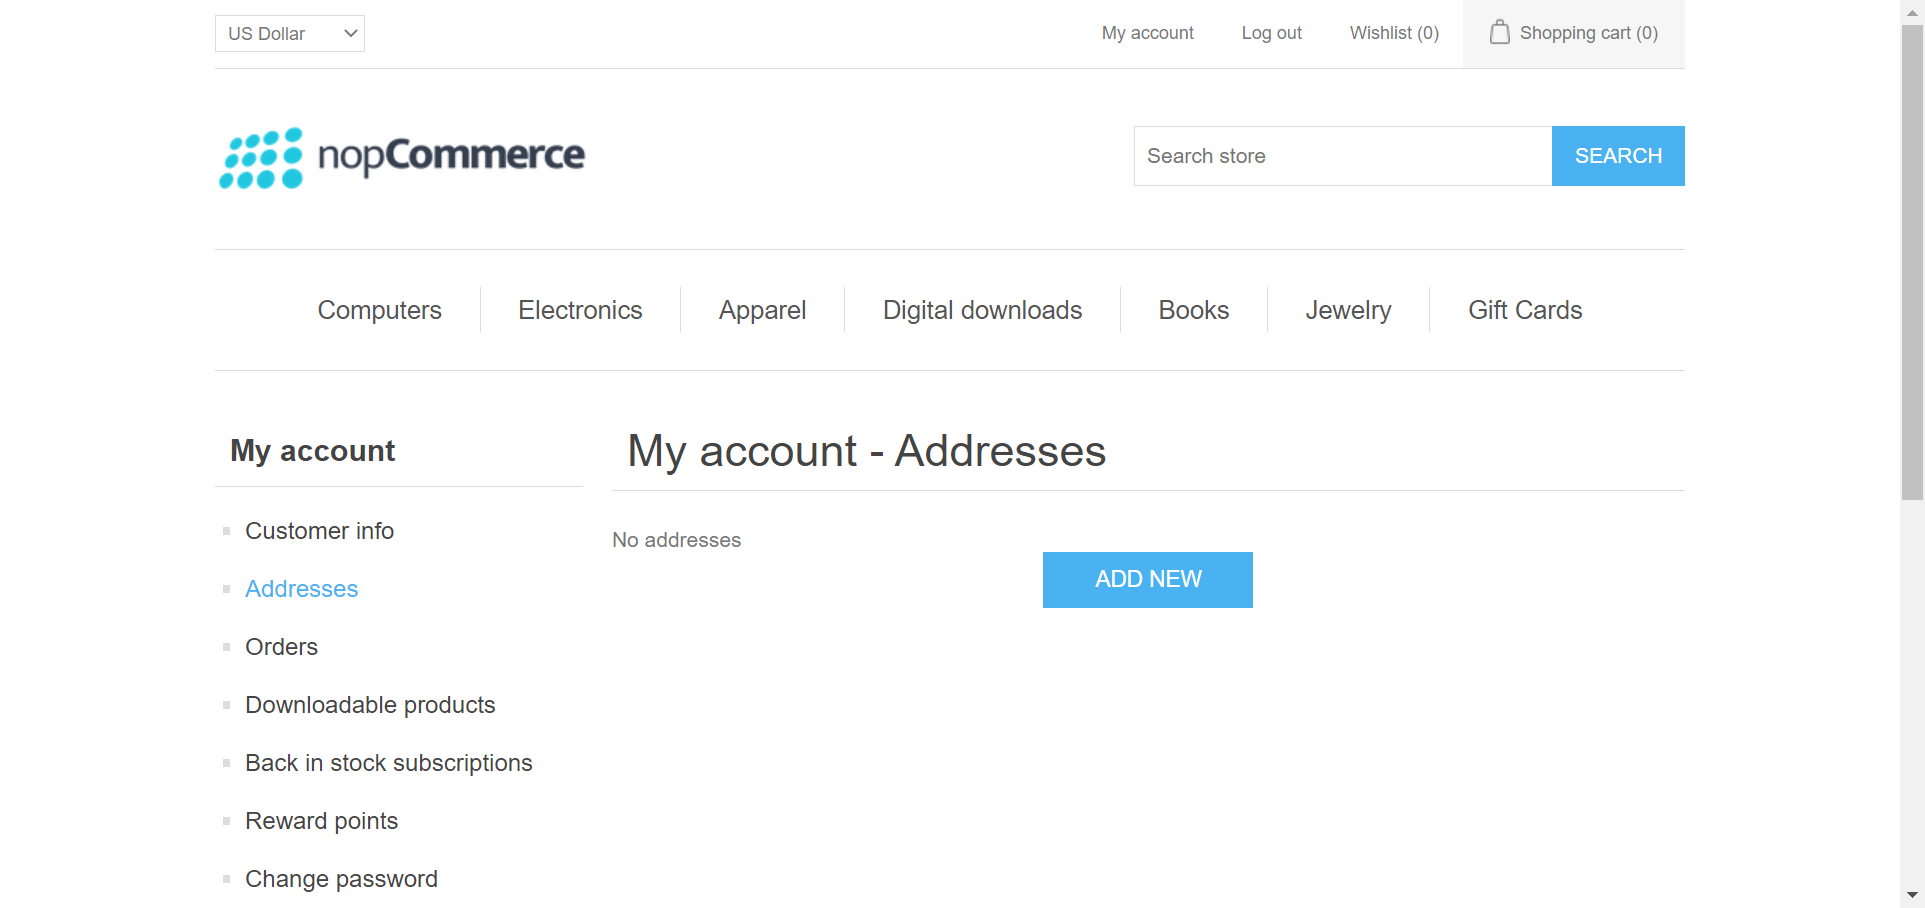 US Dollar
My account
Log out
Wishlist (0)
Shopping cart (0)
nopCommerce
Search store
SEARCH
Computers
Electronics
Apparel
Digital downloads
Books
Jewelry
Gift Cards
My account
Customer info
Addresses
Orders
Downloadable products
Back in stock subscriptions
Reward points
Change password
My account - Addresses
No addresses
ADD NEW